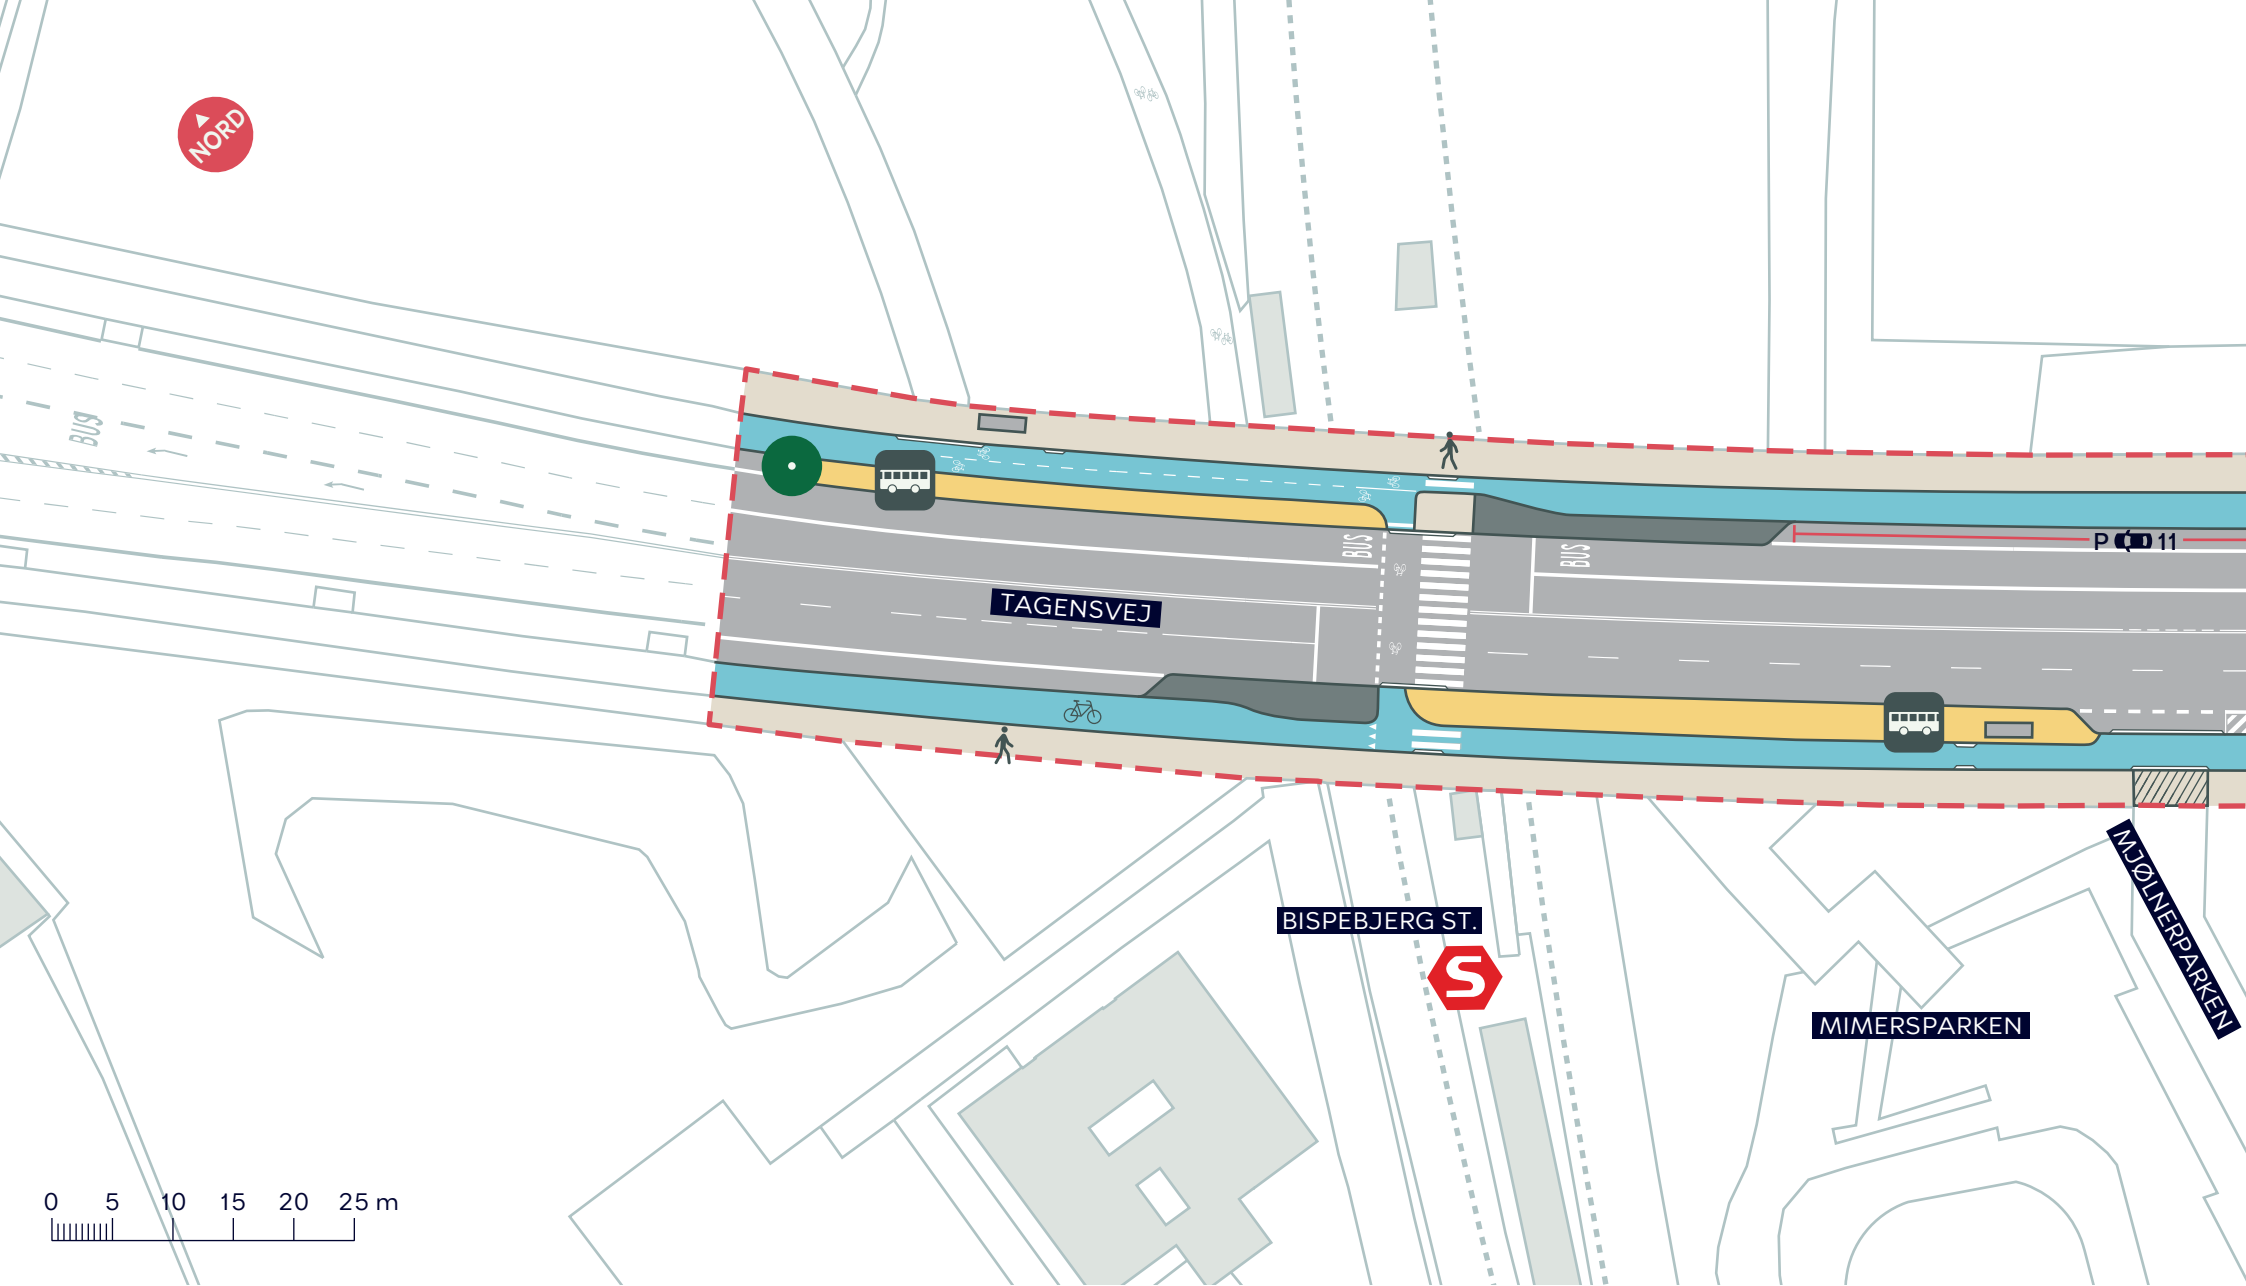 NORD
BUS
BUS
BUS
P 11
TAGENSVEJ
BISPEBJERG ST.
S
MJØLNERPARKEN
MIMERSPARKEN
0 5 10 15 20 25 m